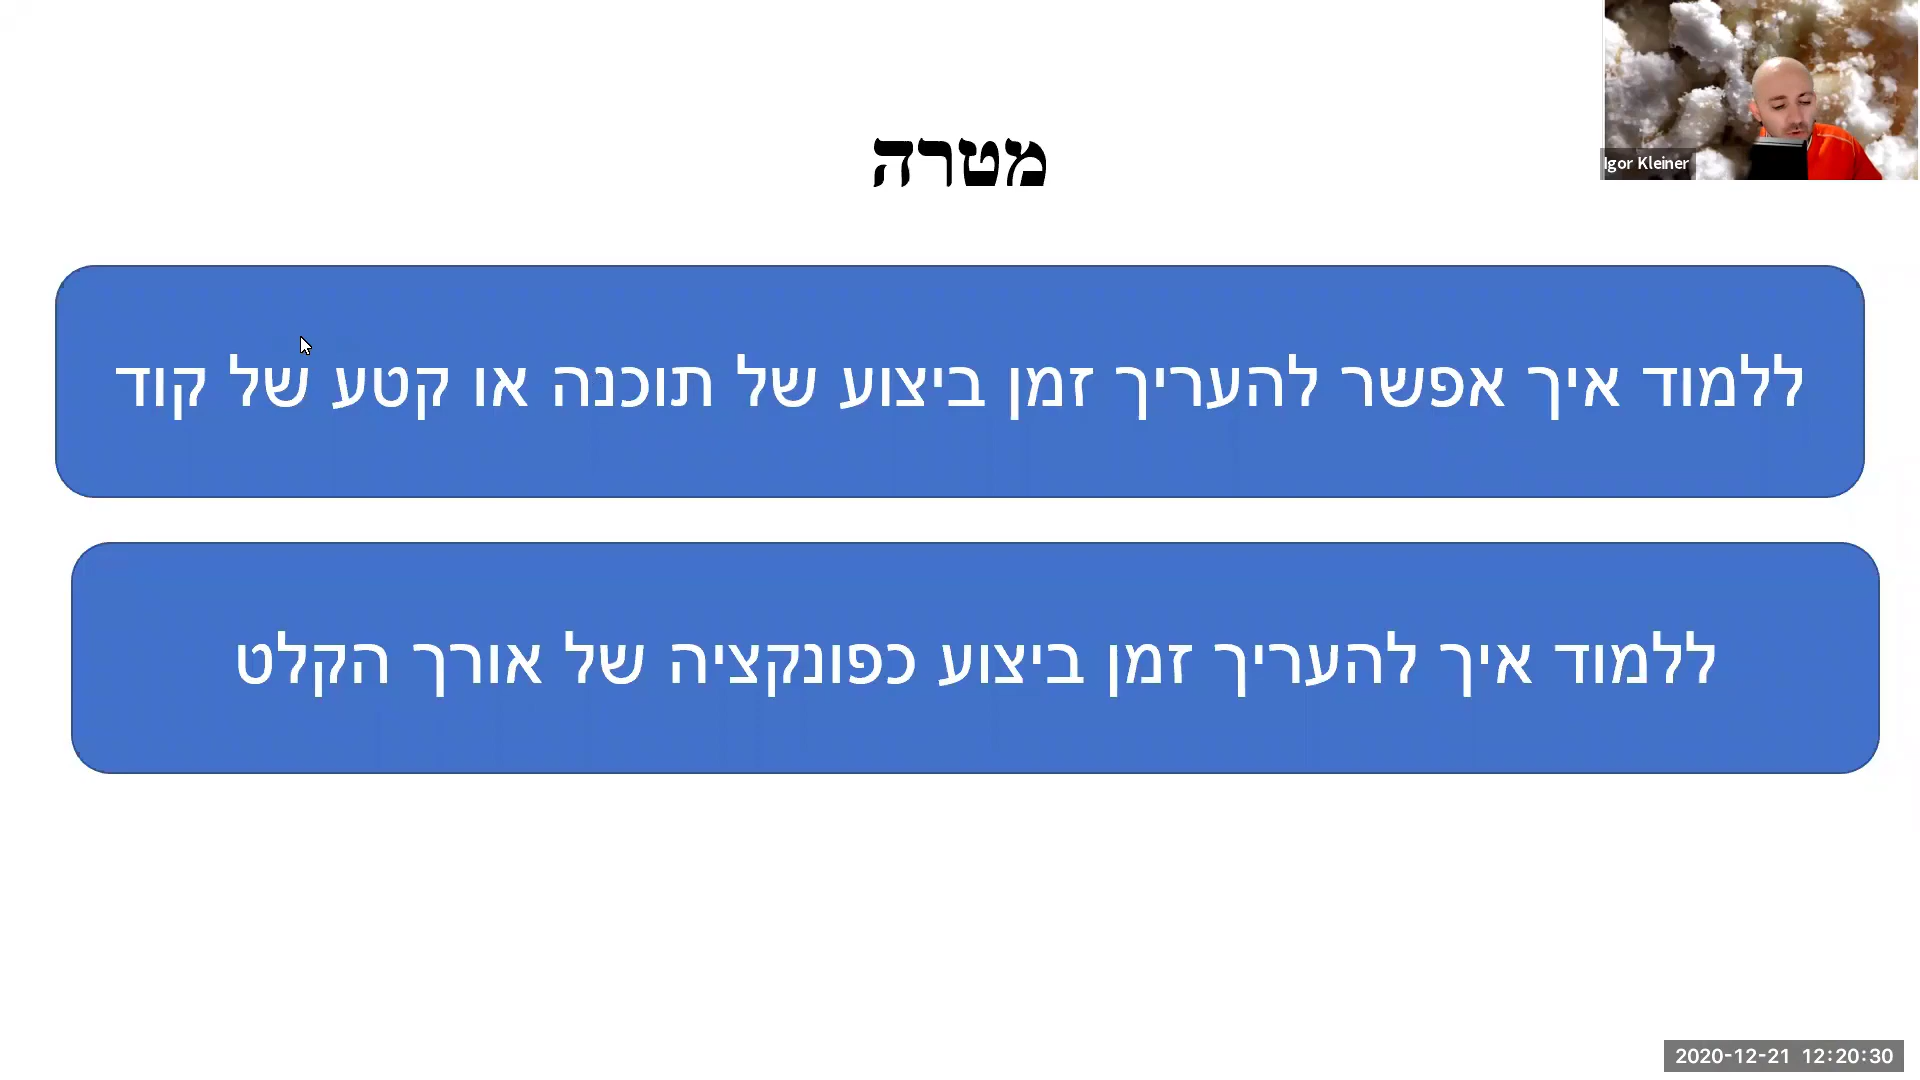 מטרה
Igor Kleiner
ללמוד איך אפשר להעריך זמן ביצוע של תוכנה או קטע של קוד
ללמוד איך להעריך זמן ביצוע כפונקציה של אורך הקלט
2020-12-21 12:20:30